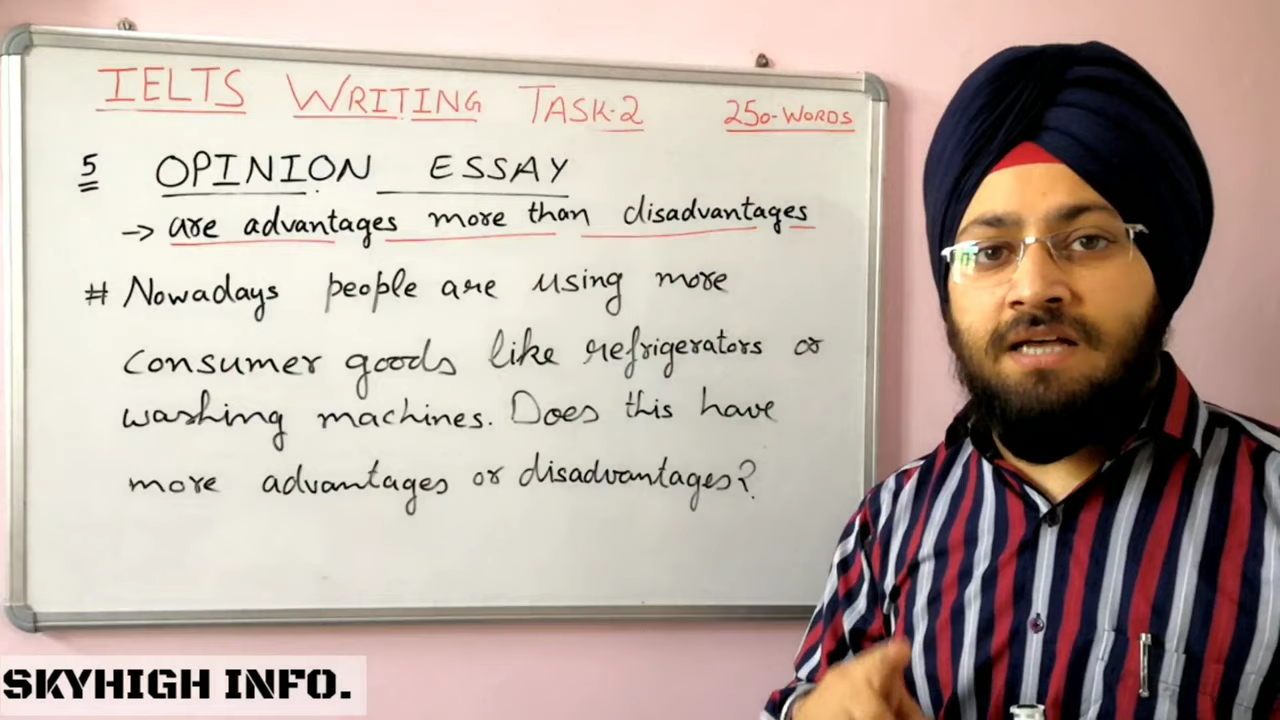 IELTS WRITING TASK-2 250-WORDS
5 OPINION ESSAY
→ are advantages more than disadvantages
# Nowadays people are using more
consumer goods like refrigerators or
washing machines. Does this have
more advantages or disadvantages?
SKYHIGH INFO.